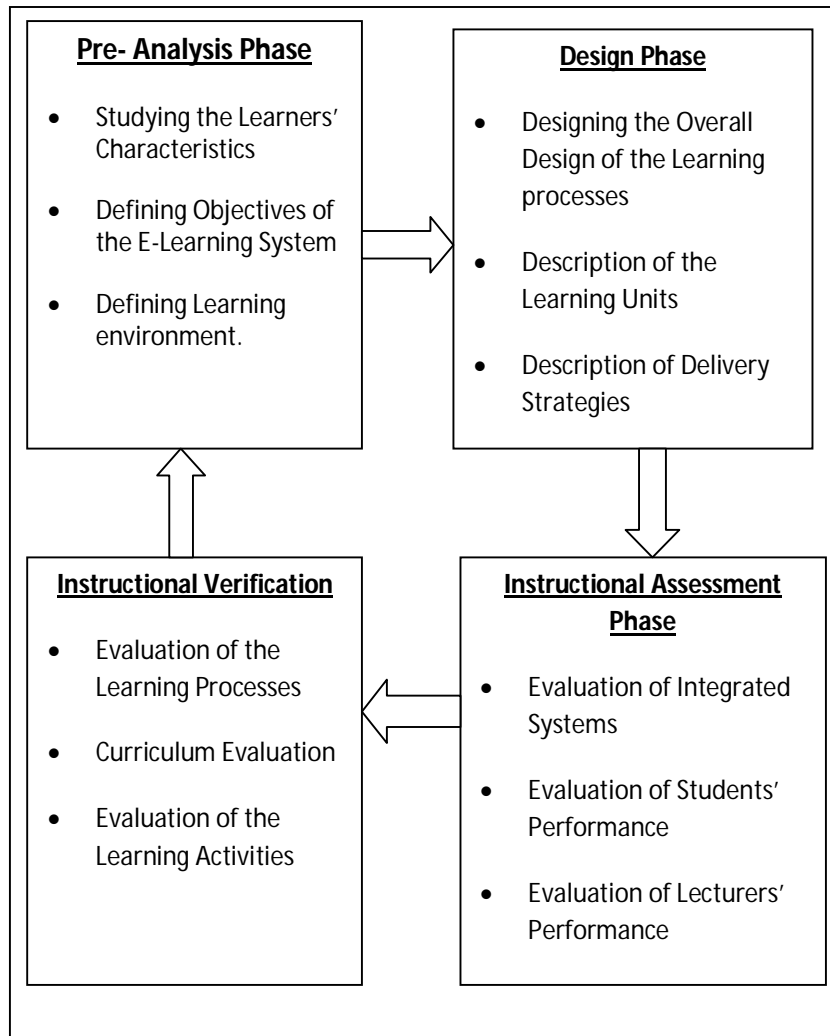 Pre- Analysis Phase
• Studying the Learners’
Characteristics
• Defining Objectives of
the E-Learning System
• Defining Learning
environment.
Design Phase
• Designing the Overall
Design of the Learning
processes
• Description of the
Learning Units
• Description of Delivery
Strategies
Instructional Assessment
Phase
• Evaluation of Integrated
Systems
• Evaluation of Students’
Performance
• Evaluation of Lecturers’
Performance
Instructional Verification
• Evaluation of the
Learning Processes
• Curriculum Evaluation
• Evaluation of the
Learning Activities